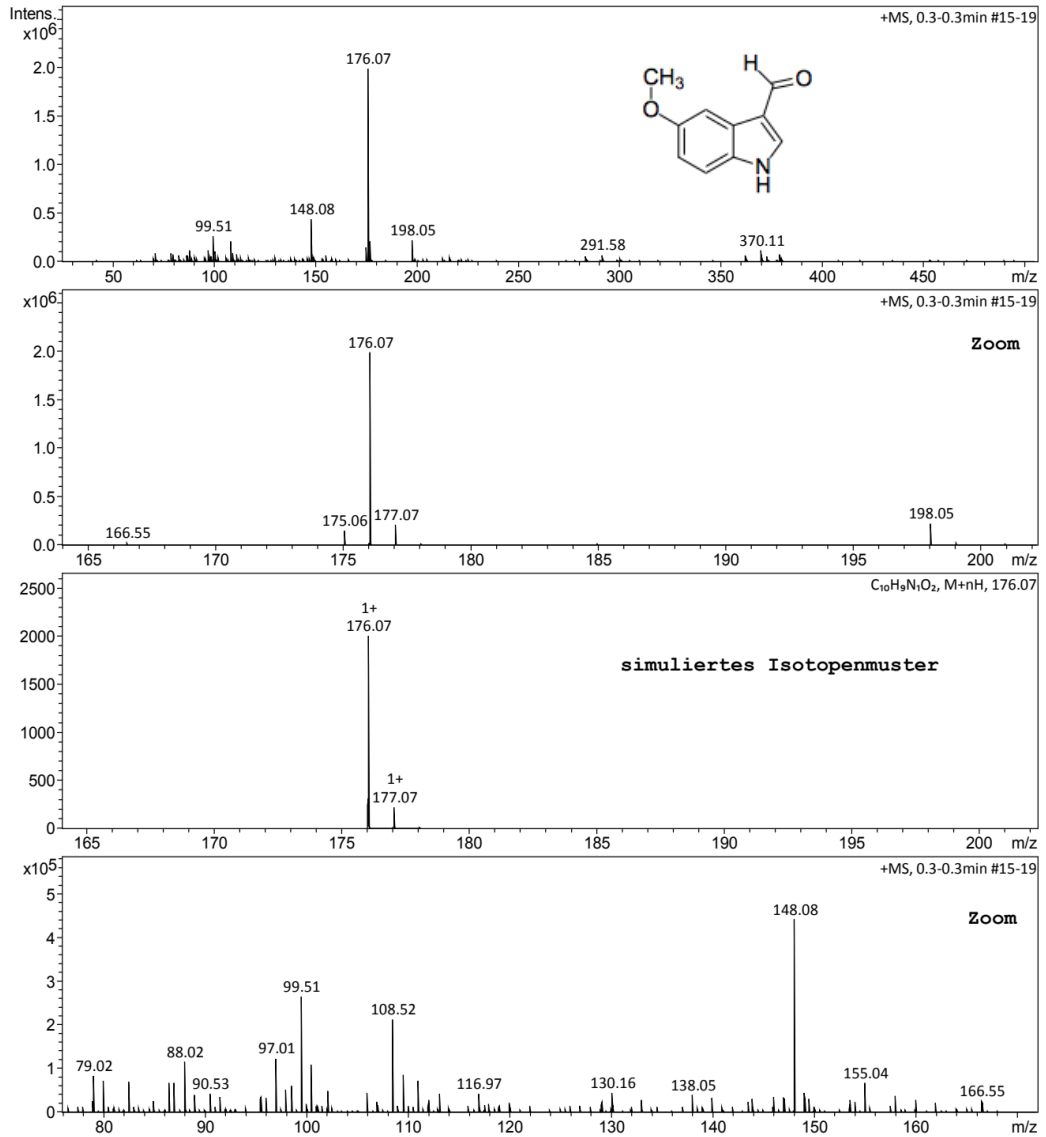 Intens.
x10⁶
+MS, 0.3-0.3min #15-19
2.0
1.5
1.0
0.5
0.0
176.07
148.08
99.51
198.05
291.58
370.11
H
O
CH₃
O
N
H
50 100 150 200 250 300 350 400 450 m/z
x10⁶
+MS, 0.3-0.3min #15-19
Zoom
2.0
1.5
1.0
0.5
0.0
176.07
166.55
175.06
177.07
198.05
165 170 175 180 185 190 195 200 m/z
C₁₀H₉N₁O₂, M+nH, 176.07
simuliertes Isotopenmuster
2500
2000
1500
1000
500
0
1+
176.07
1+
177.07
165 170 175 180 185 190 195 200 m/z
x10⁵
+MS, 0.3-0.3min #15-19
Zoom
5
4
3
2
1
0
148.08
99.51
108.52
97.01
88.02
79.02
90.53
116.97
130.16
138.05
155.04
166.55
80 90 100 110 120 130 140 150 160 m/z